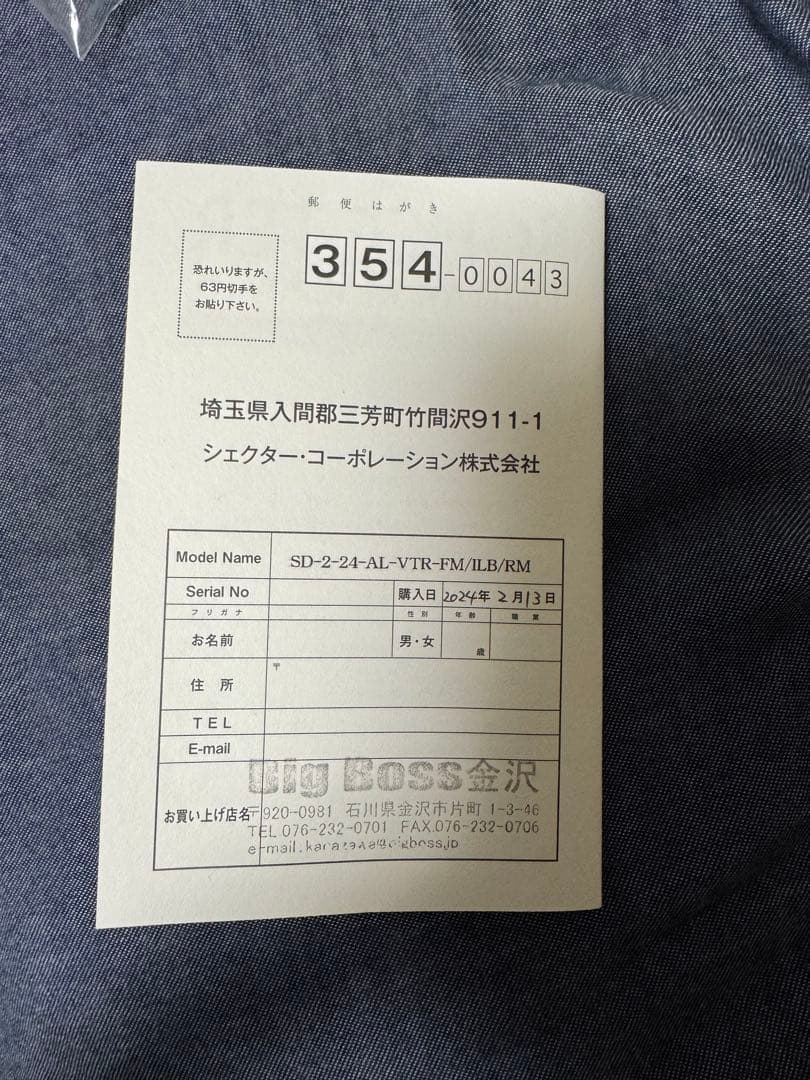 郵便はがき
恐れいりますが、
63円切手を
お貼り下さい。
354-0043
埼玉県入間郡三芳町竹間沢911-1
シェクター・コーポレーション株式会社
Model Name SD-2-24-AL-VTR-FM/ILB/RM
Serial No 購入日 2024年2月13日
フリガナ 性別 年齢 職業
お名前 男・女 歳
住所 〒
TEL
E-mail
Big Boss金沢
お買い上げ店名 〒920-0981 石川県金沢市片町 1-3-46
TEL 076-232-0701 FAX.076-232-0706
e-mail.kanazawa@bigboss.jp